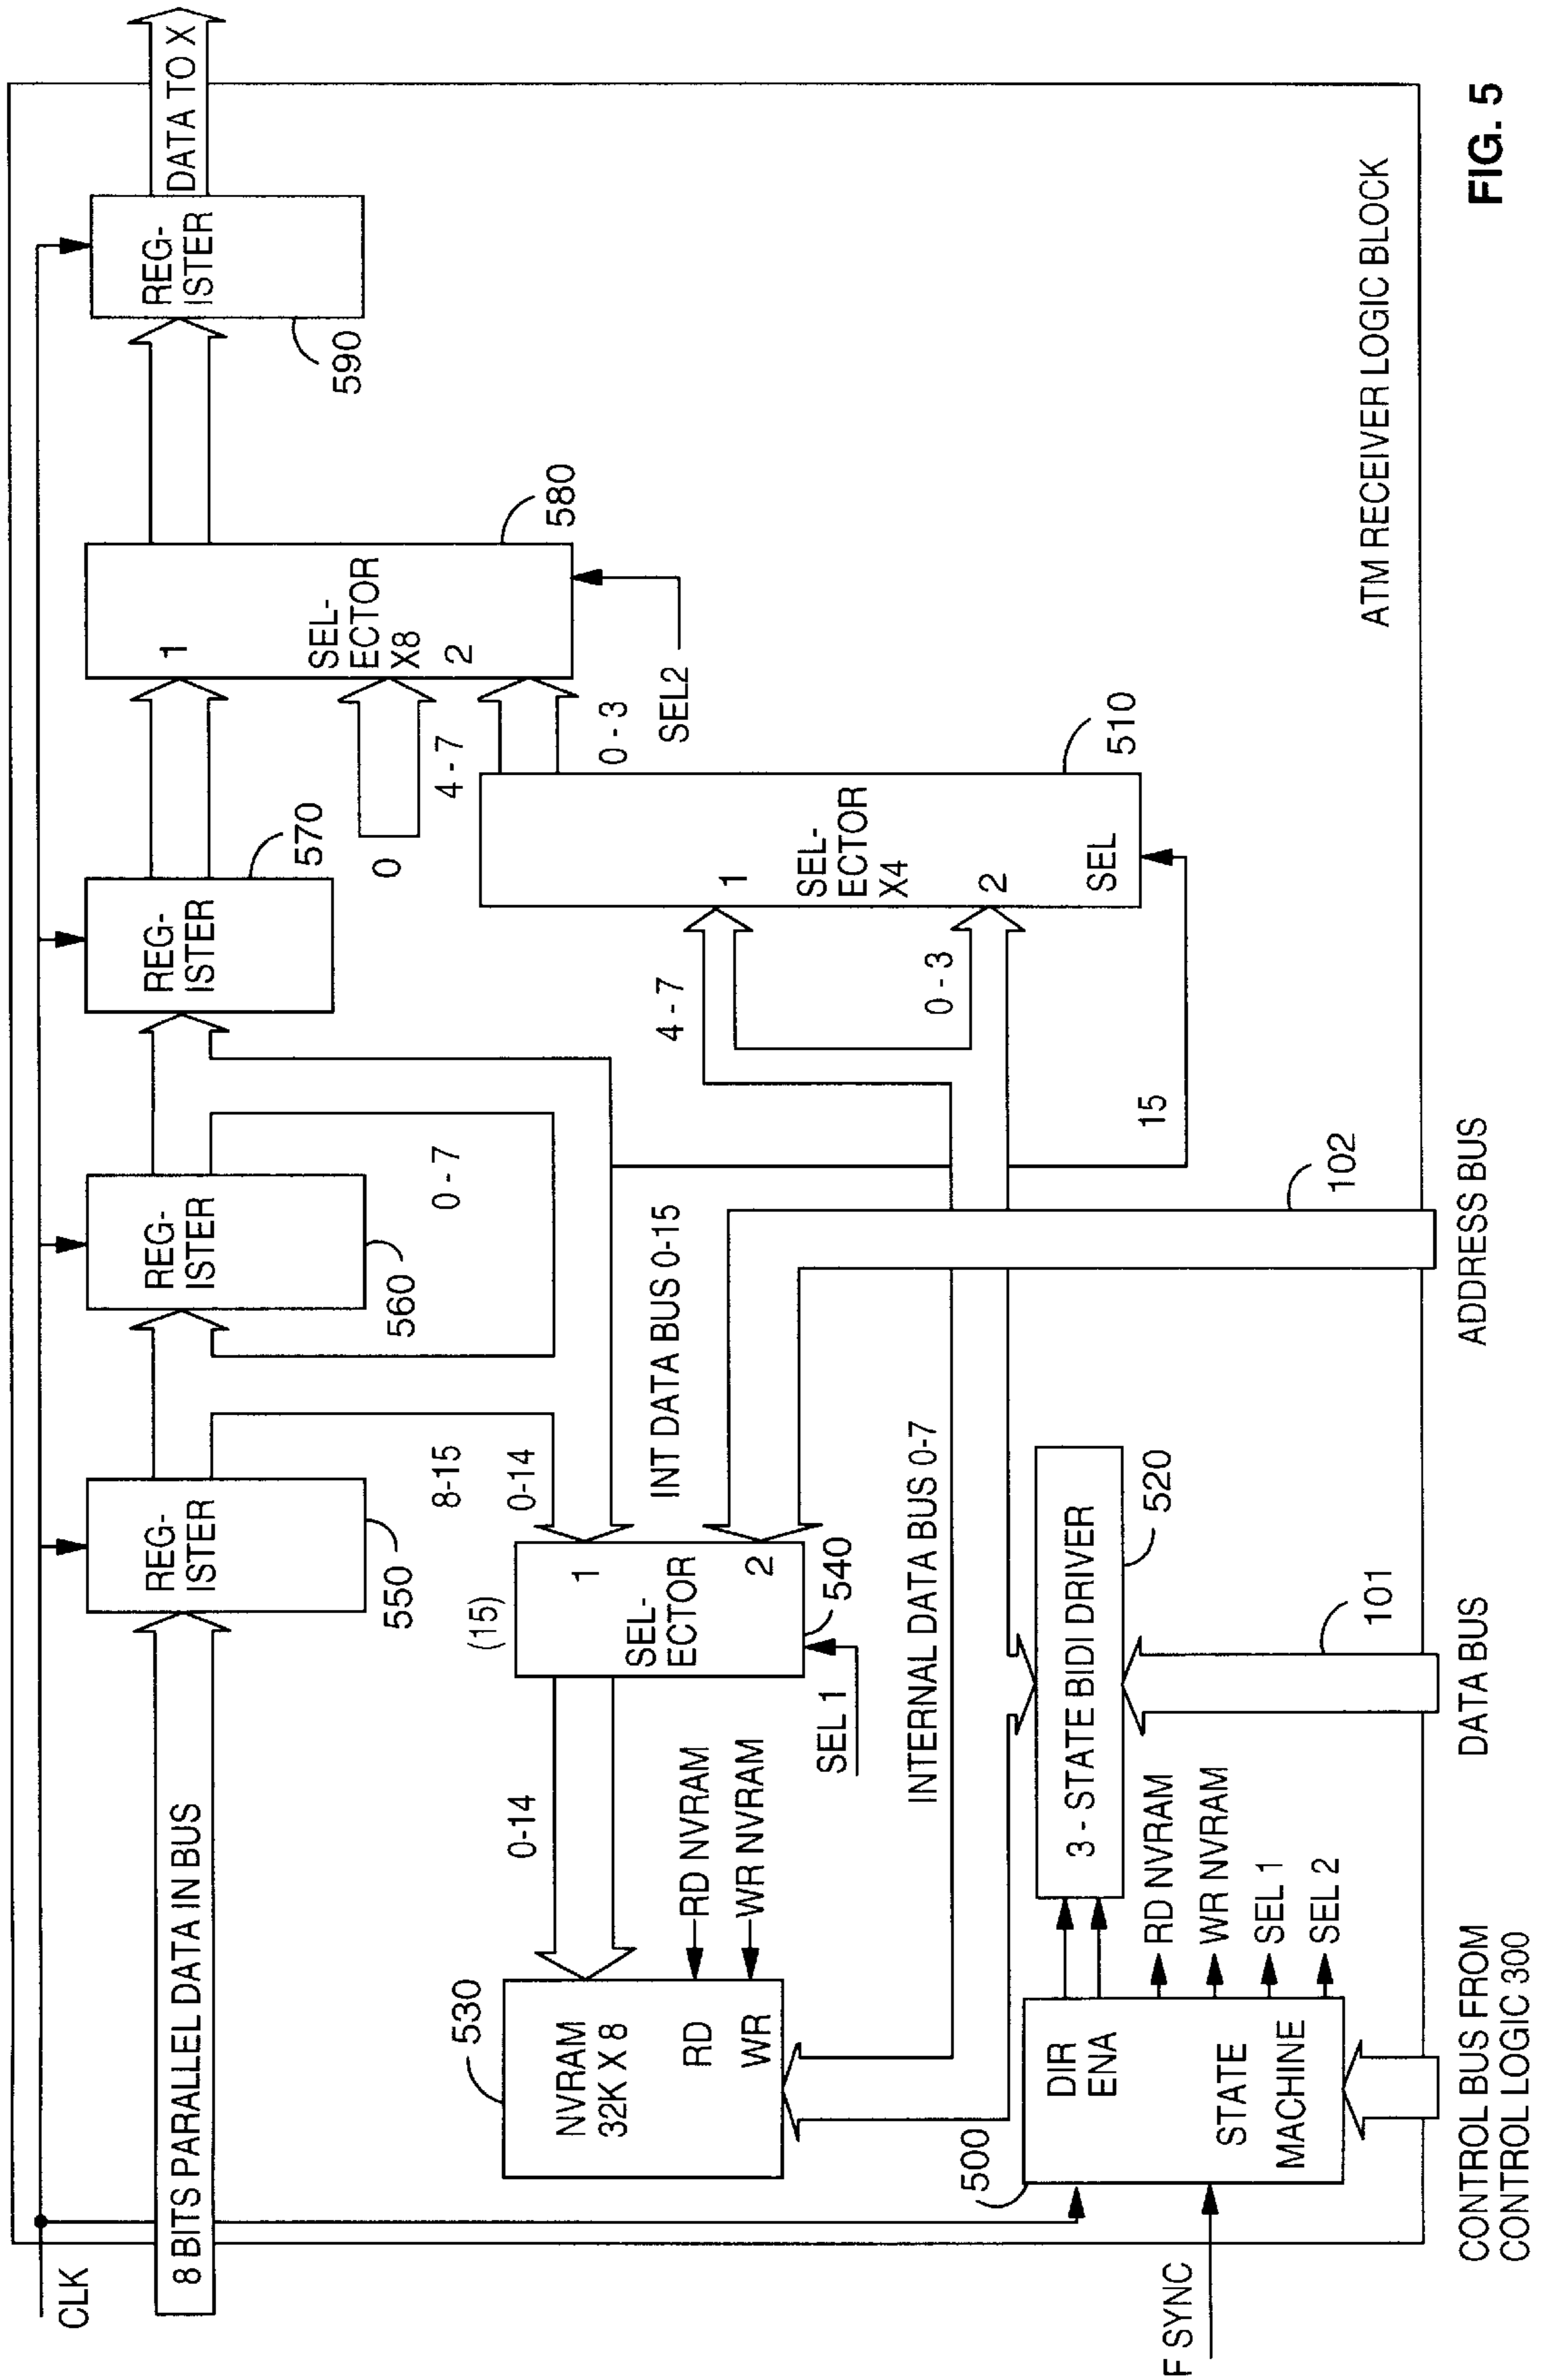 CLK
8 BITS PARALLEL DATA IN BUS
REG-
ISTER
550
REG-
ISTER
560
REG-
ISTER
570
1
SEL-
ECTOR
X8
2
580
REG-
ISTER
590
DATA TO X
8-15
0 - 7
0
4 - 7
0 - 3
SEL2
530
NVRAM
32K X 8
RD
WR
0-14
RD NVRAM
WR NVRAM
(15)
1
SEL-
ECTOR
2
540
SEL 1
0-14
INT DATA BUS 0-15
4 - 7
0 - 3
1
SEL-
ECTOR
X4
2
SEL
510
15
INTERNAL DATA BUS 0-7
500
DIR
ENA
STATE
MACHINE
F SYNC
RD NVRAM
WR NVRAM
SEL 1
SEL 2
3 - STATE BIDI DRIVER
520
101
102
ATM RECEIVER LOGIC BLOCK
CONTROL BUS FROM
CONTROL LOGIC 300
DATA BUS
ADDRESS BUS
FIG. 5